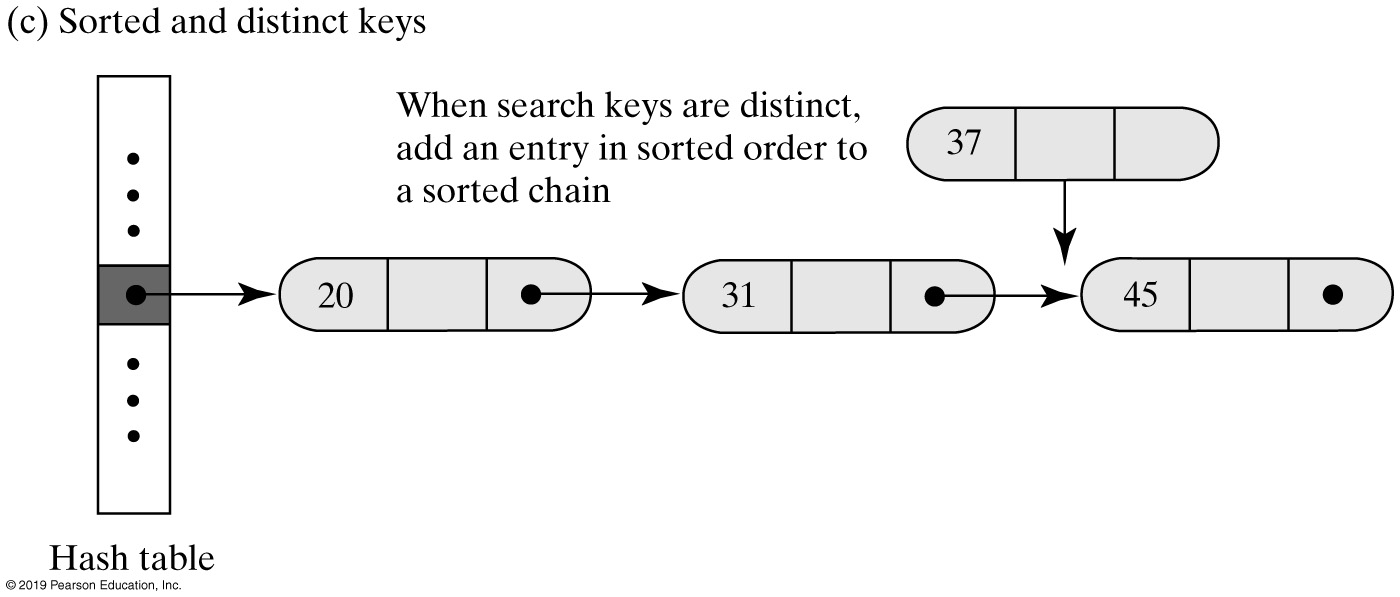 (c) Sorted and distinct keys
When search keys are distinct,
add an entry in sorted order to
a sorted chain
37
20
31
45
Hash table
© 2019 Pearson Education, Inc.